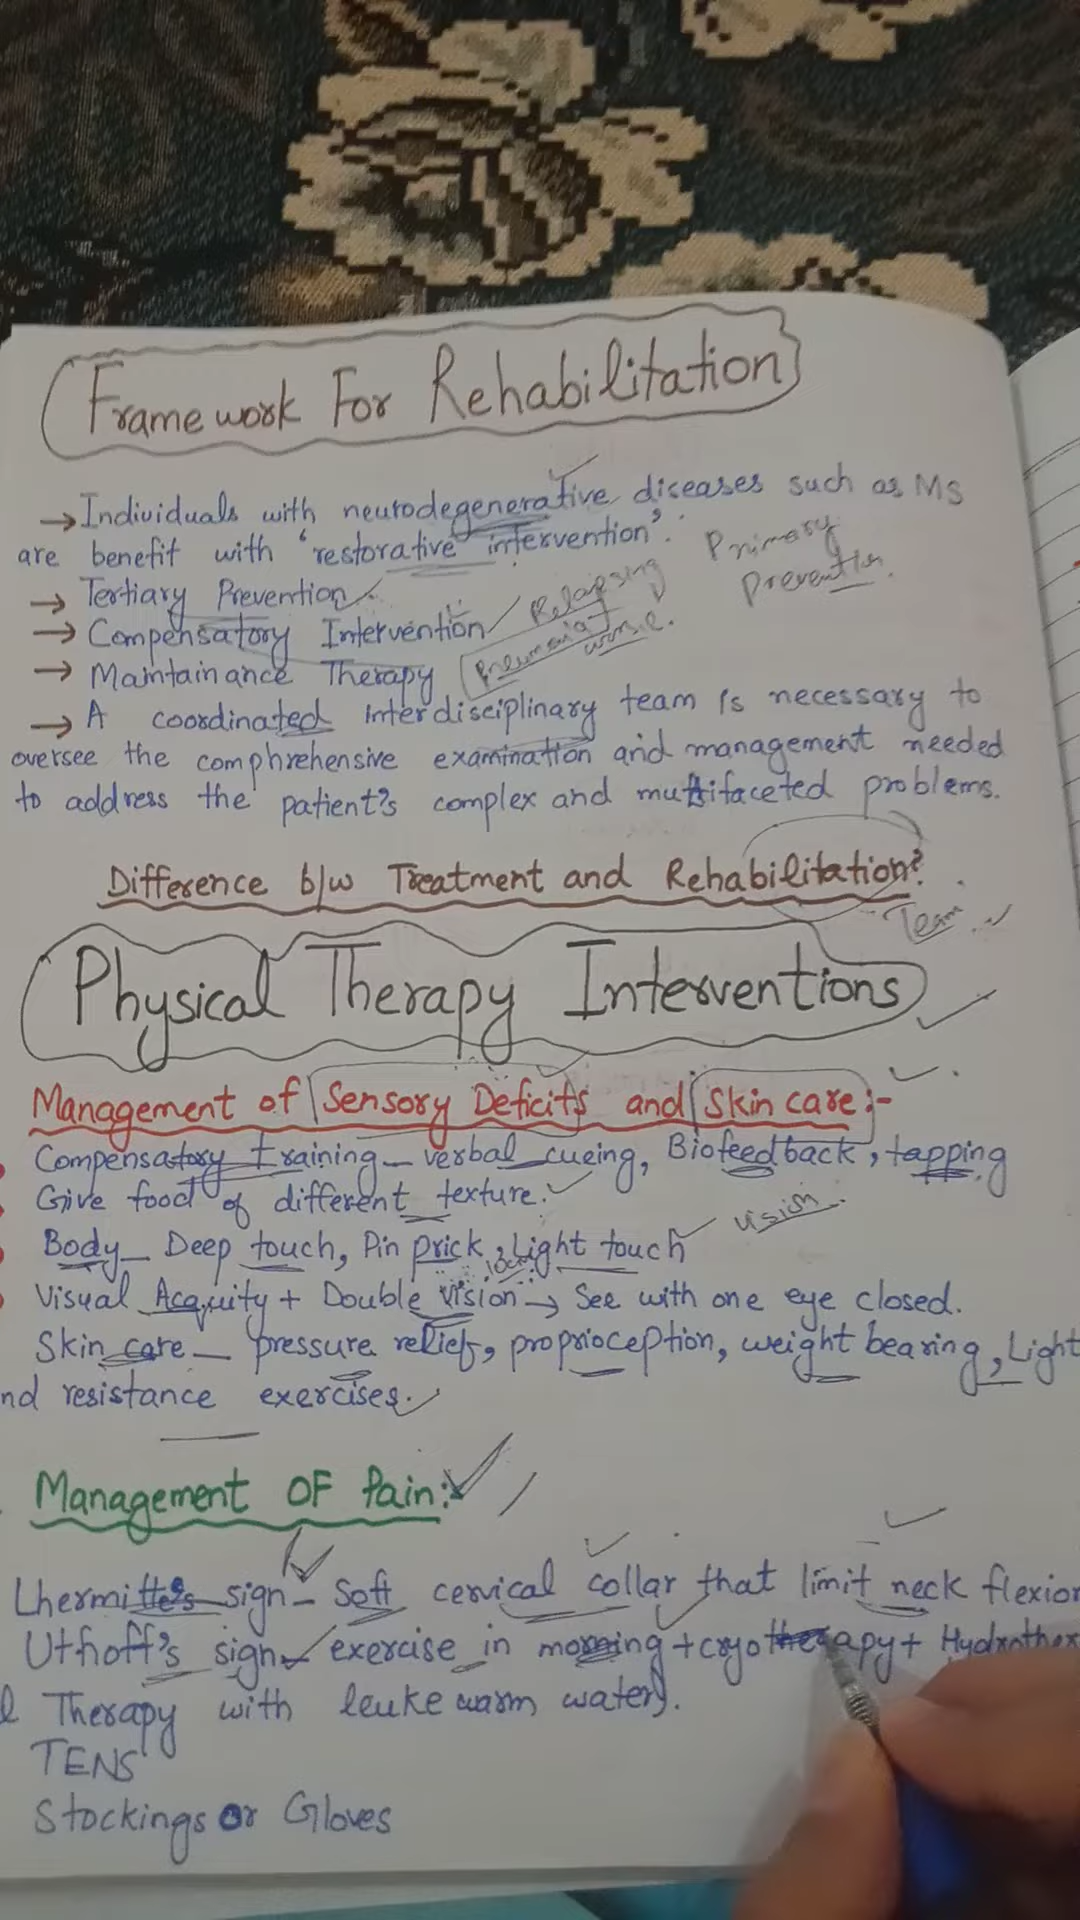 Framework For Rehabilitation
→ Individuals with neurodegenerative diseases such as MS
are benefit with 'restorative intervention'.
Primary
Prevention.
→ Tertiary Prevention
Relapsing
→ Compensatory Intervention
worse.
→ Maintainance Therapy
→ A coordinated interdisciplinary team is necessary to
oversee the comphrehensive examination and management needed
to address the patient's complex and multifaceted problems.
Difference b/w Treatment and Rehabilitation?
Team
Physical Therapy Interventions
Management of Sensory Deficits and Skin care:-
Compensatory training – verbal cueing, Biofeedback, tapping
Give food of different texture.
vision
Body – Deep touch, Pin prick, Light touch
Visual Acquity + Double vision → See with one eye closed.
Skin care – pressure relief, proprioception, weight bearing, Light
nd resistance exercises.
Management OF Pain:
Lhermitte's sign – Soft cervical collar that limit neck flexion
Uthoff's sign – exercise in morning + cryotherapy + Hydrother
l Therapy with leuke warm water).
TENS
Stockings or Gloves